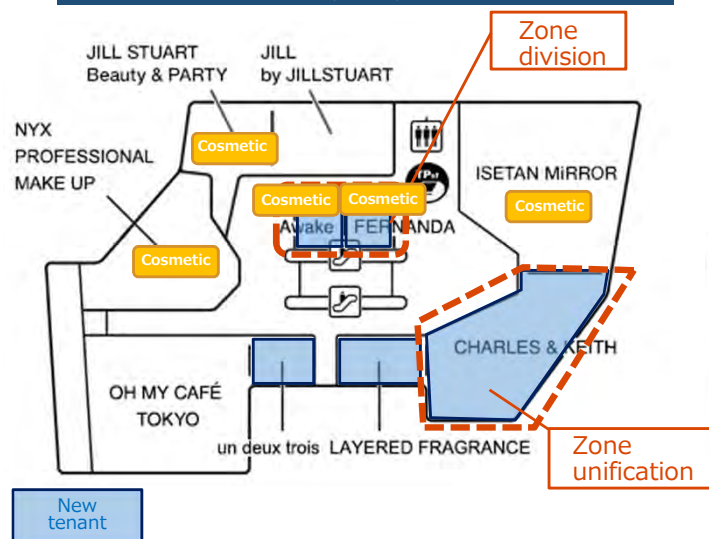 Zone
division
JILL STUART
Beauty & PARTY
JILL
by JILLSTUART
NYX
PROFESSIONAL
MAKE UP
Cosmetic
ISETAN MiRROR
Cosmetic
Cosmetic
Cosmetic
Awake
FERNANDA
Cosmetic
CHARLES & KEITH
OH MY CAFÉ
TOKYO
un deux trois
LAYERED FRAGRANCE
Zone
unification
New
tenant